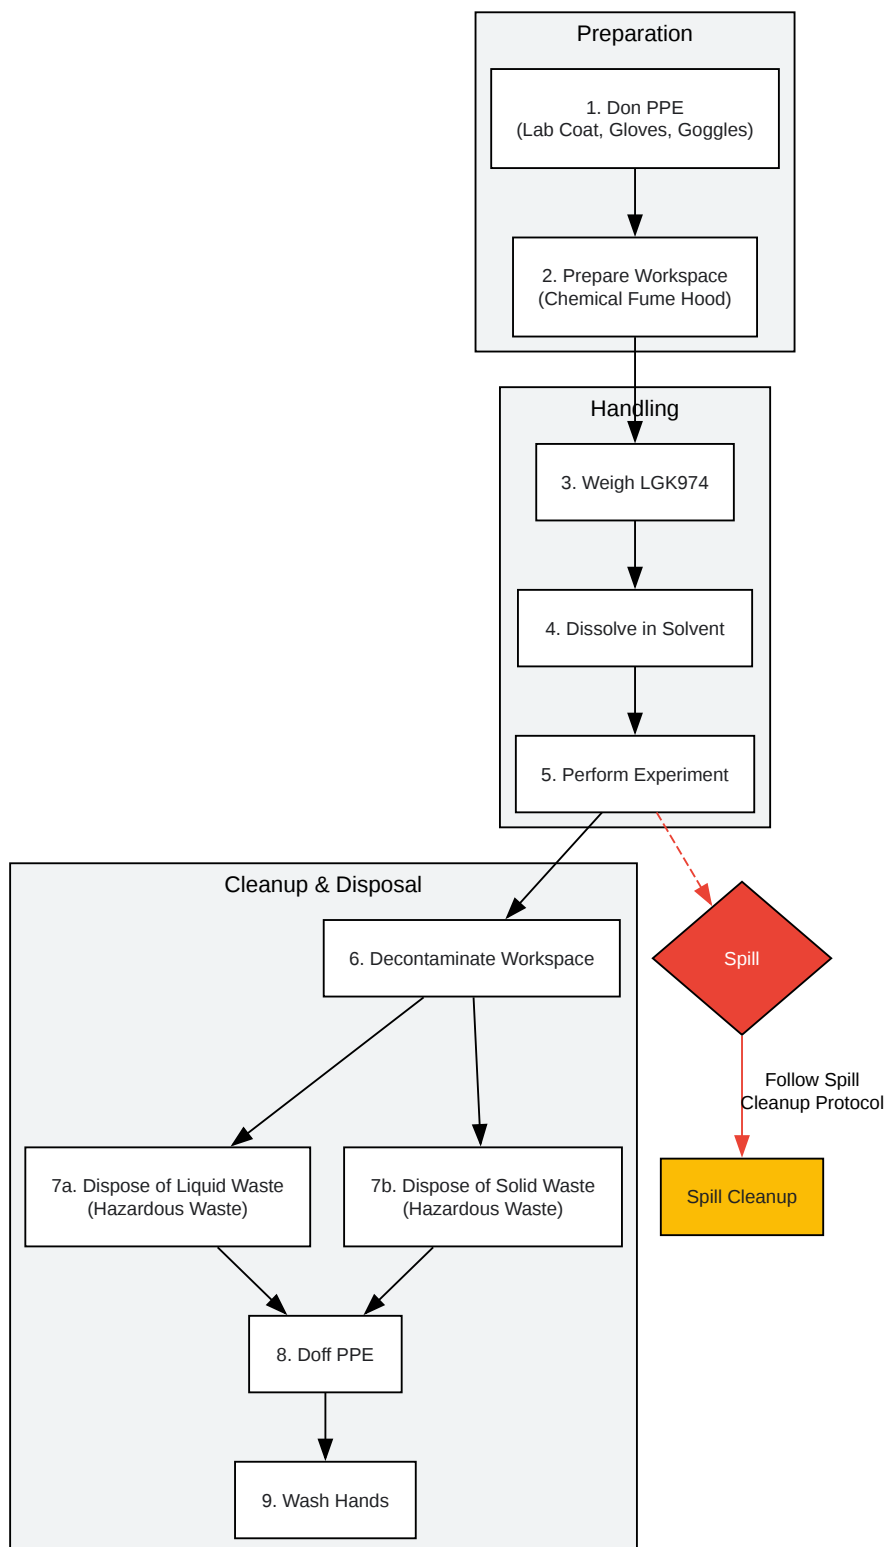 Preparation
1. Don PPE
(Lab Coat, Gloves, Goggles)
2. Prepare Workspace
(Chemical Fume Hood)
Handling
3. Weigh LGK974
4. Dissolve in Solvent
5. Perform Experiment
Cleanup & Disposal
6. Decontaminate Workspace
Spill
Follow Spill
Cleanup Protocol
7a. Dispose of Liquid Waste
(Hazardous Waste)
7b. Dispose of Solid Waste
(Hazardous Waste)
Spill Cleanup
8. Doff PPE
9. Wash Hands